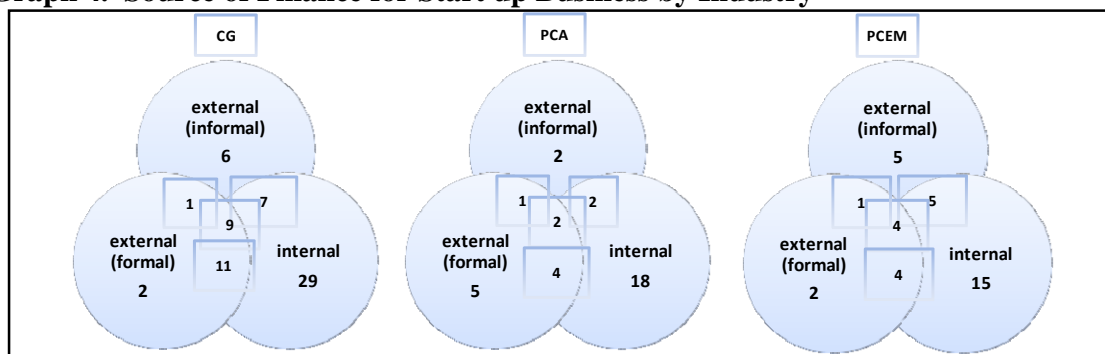 Graph 4. Source of Finance for Start-up Business by Industry
CG
external
(informal)
6
1
7
9
external
(formal)
2
11
internal
29
PCA
external
(informal)
2
1
2
2
external
(formal)
5
4
internal
18
PCEM
external
(informal)
5
1
5
4
external
(formal)
2
4
internal
15